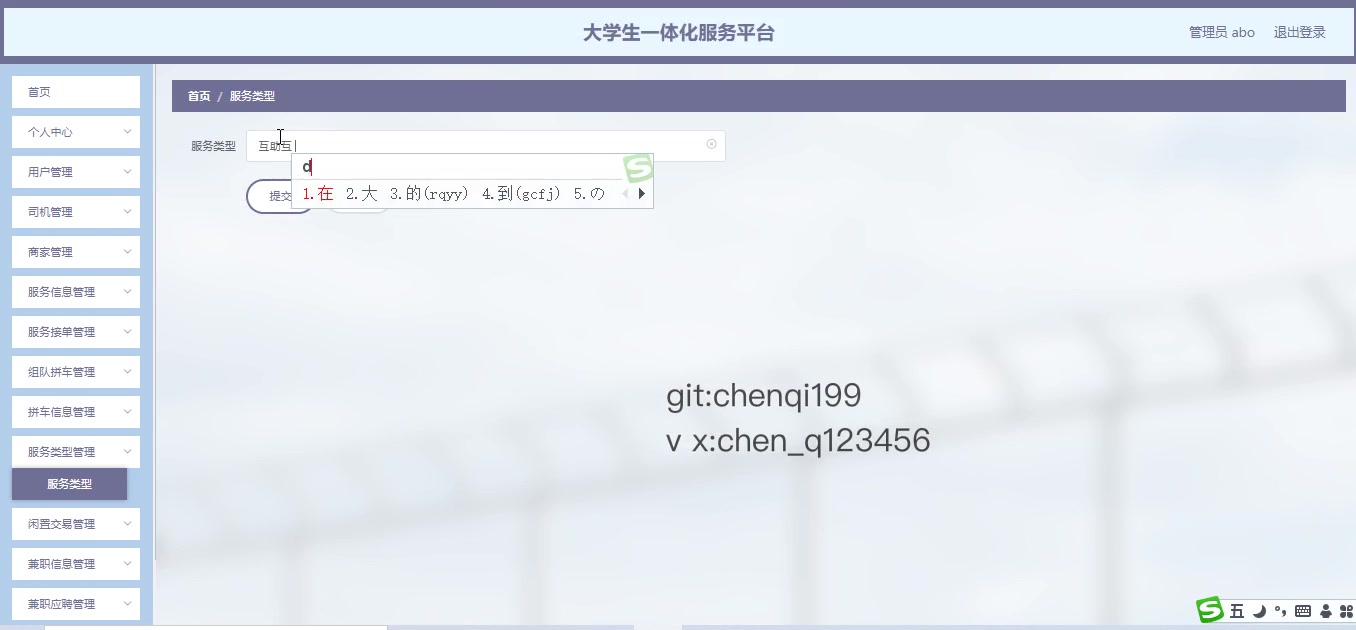 大学生一体化服务平台
管理员 abo 退出登录
首页
个人中心
用户管理
司机管理
商家管理
服务信息管理
服务接单管理
组队拼车管理
拼车信息管理
服务类型管理
服务类型
闲置交易管理
兼职信息管理
兼职应聘管理
首页 / 服务类型
服务类型 互助互
d
1.在 2.大 3.的(rqyy) 4.到(gcfj) 5.の
提交
git:chenqi199
v x:chen_q123456
S 五